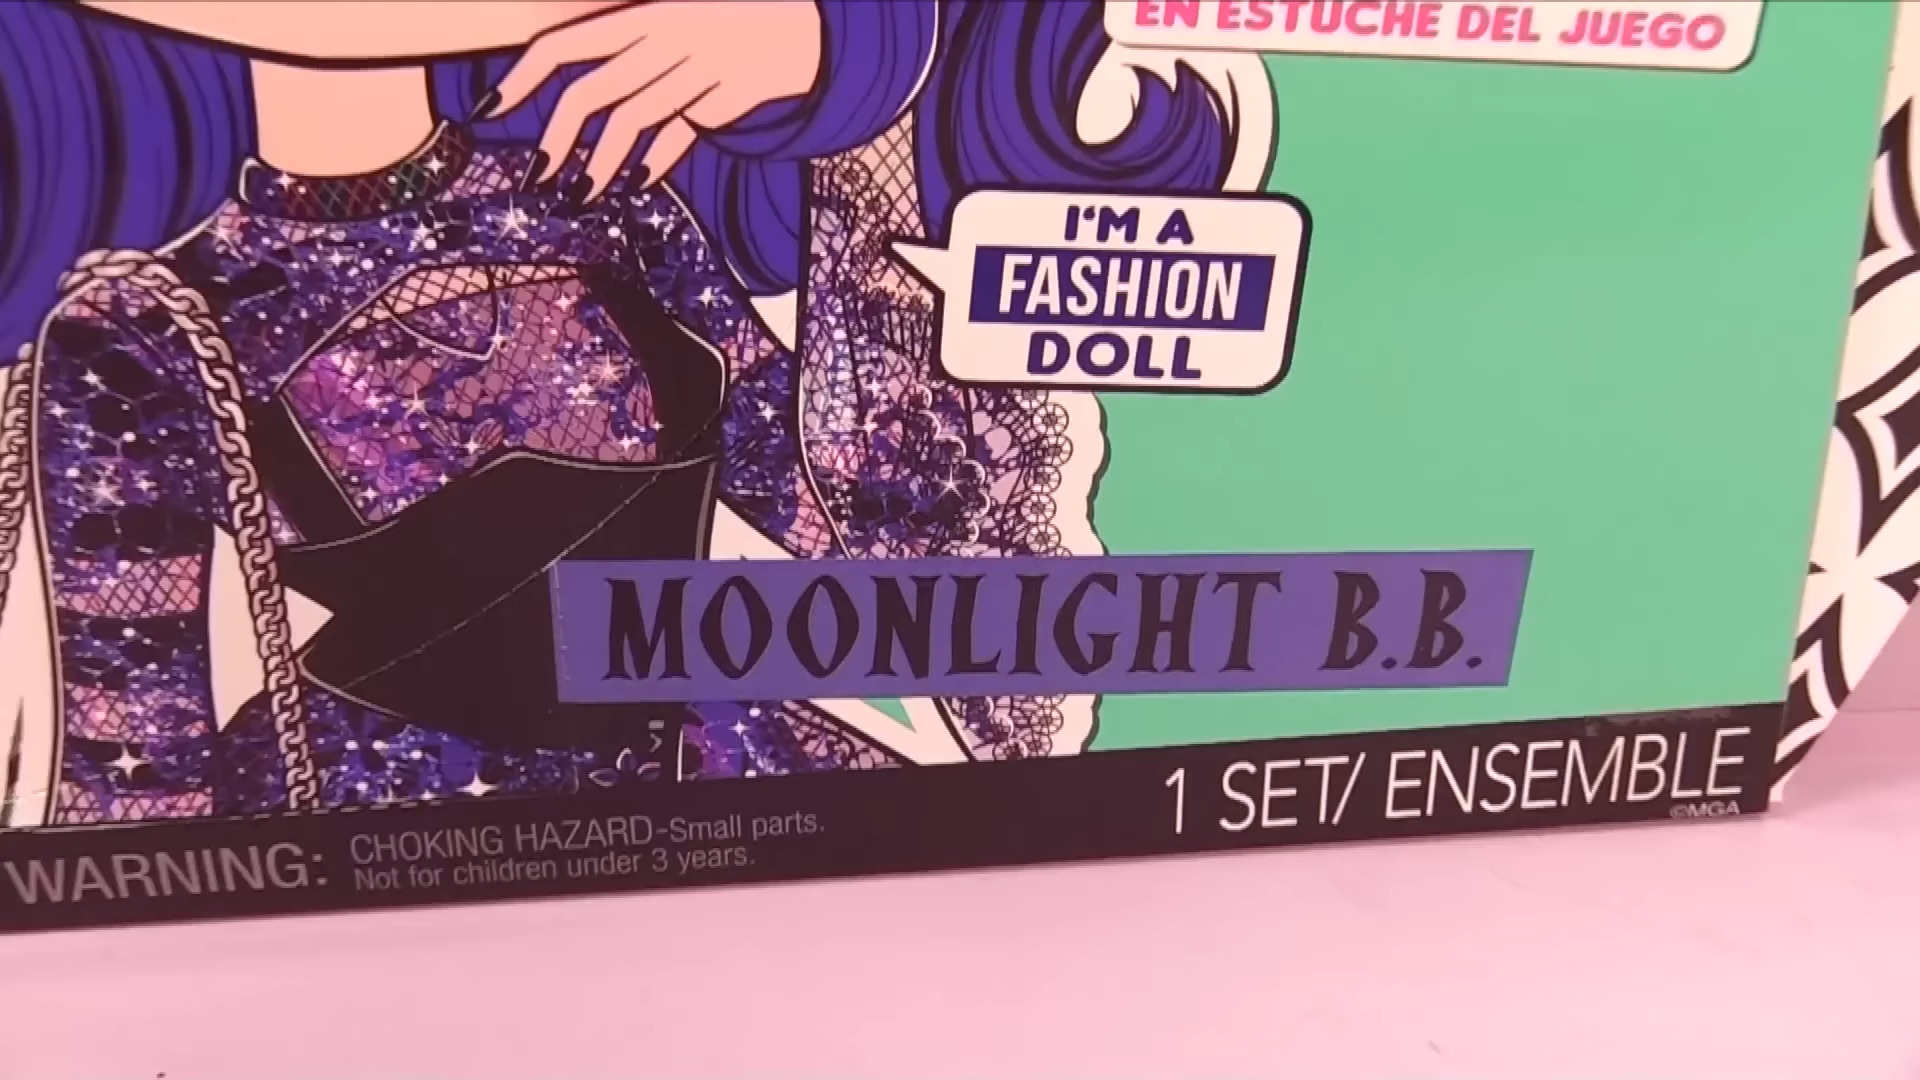 EN ESTUCHE DEL JUEGO
I'M A
FASHION
DOLL
MOONLIGHT B.B.
1 SET/ ENSEMBLE
©MGA
WARNING:
CHOKING HAZARD-Small parts.
Not for children under 3 years.